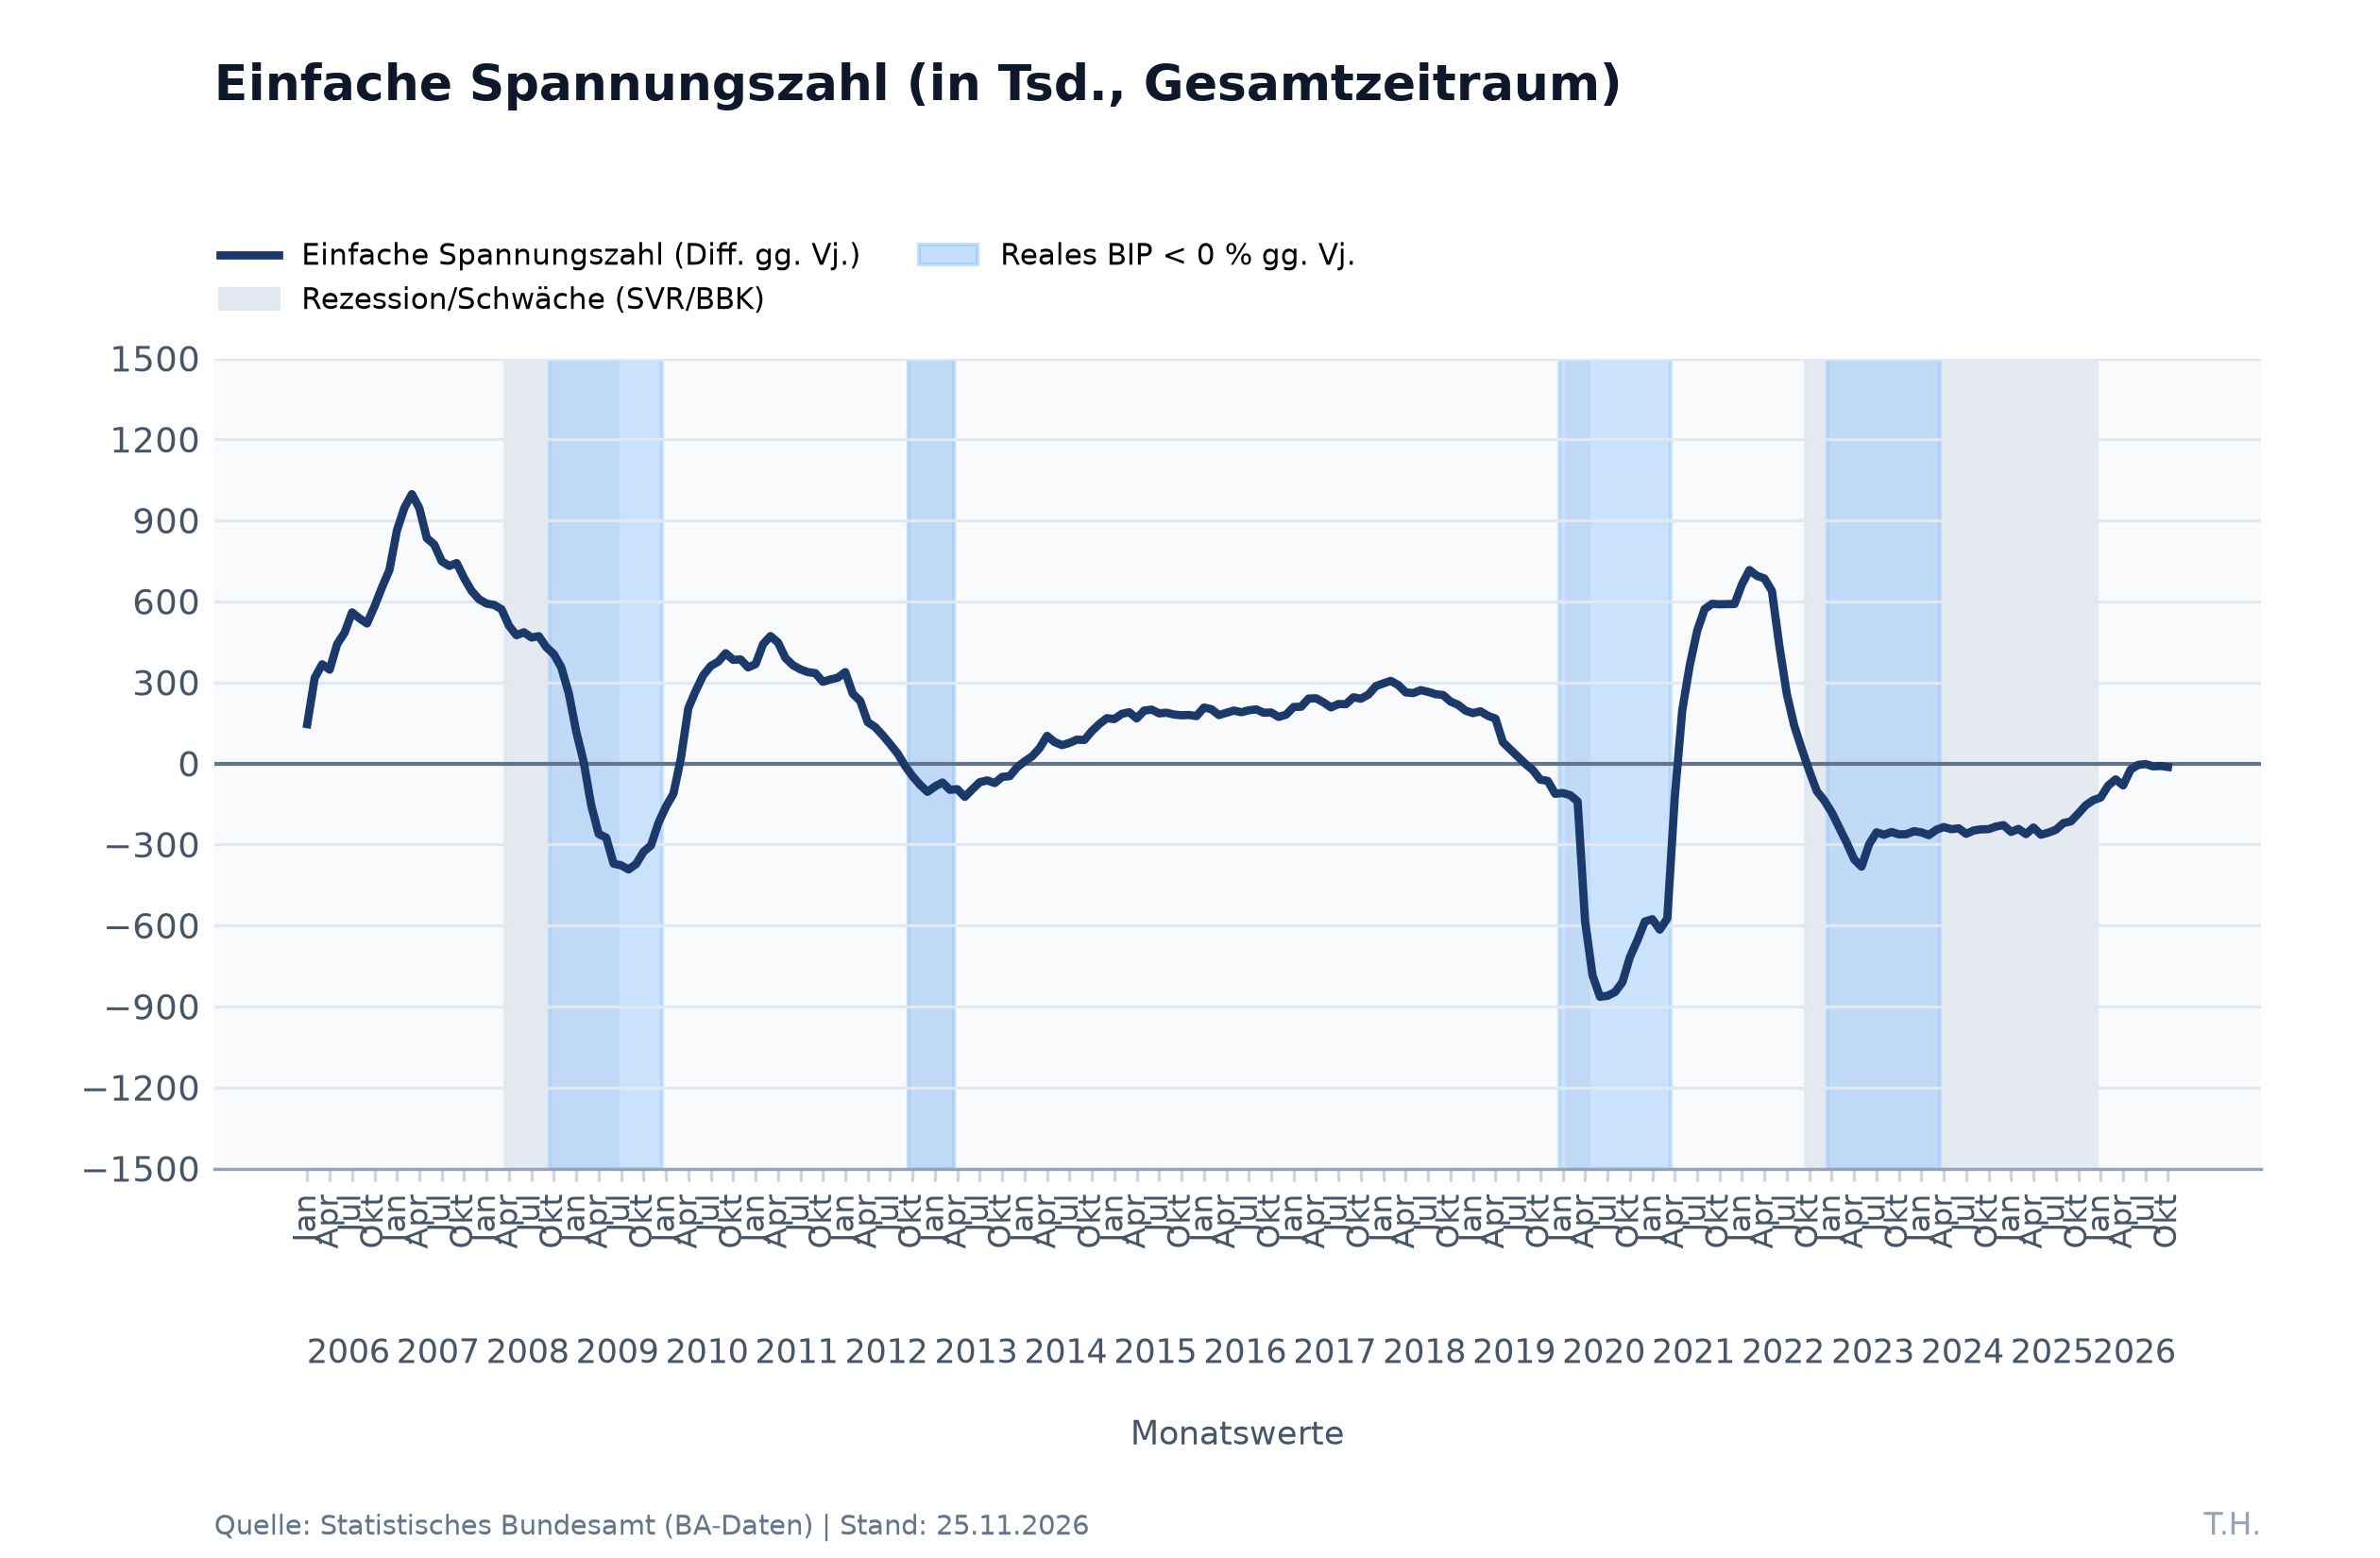 Einfache Spannungszahl (in Tsd., Gesamtzeitraum)
Einfache Spannungszahl (Diff. gg. Vj.)
Reales BIP < 0 % gg. Vj.
Rezession/Schwäche (SVR/BBK)
1500
1200
900
600
300
0
−300
−600
−900
−1200
−1500
Jan Apr Jul Okt Jan Apr Jul Okt Jan Apr Jul Okt Jan Apr Jul Okt Jan Apr Jul Okt Jan Apr Jul Okt Jan Apr Jul Okt Jan Apr Jul Okt Jan Apr Jul Okt Jan Apr Jul Okt Jan Apr Jul Okt Jan Apr Jul Okt Jan Apr Jul Okt Jan Apr Jul Okt Jan Apr Jul Okt Jan Apr Jul Okt Jan Apr Jul Okt Jan Apr Jul Okt Jan Apr Jul Okt Jan Apr Jul Okt Jan Apr Jul Okt
2006 2007 2008 2009 2010 2011 2012 2013 2014 2015 2016 2017 2018 2019 2020 2021 2022 2023 2024 2025 2026
Monatswerte
Quelle: Statistisches Bundesamt (BA-Daten) | Stand: 25.11.2026
T.H.